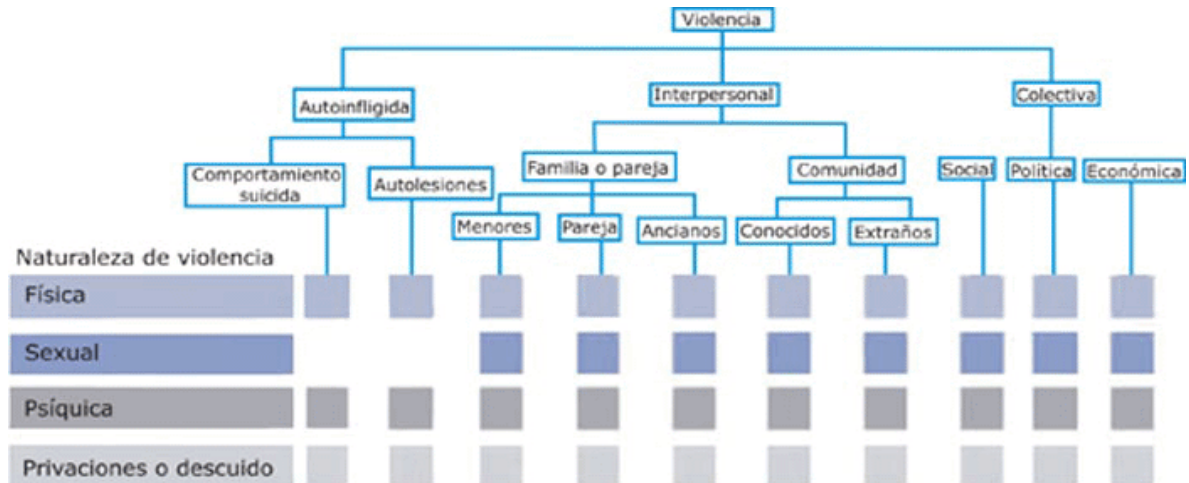 Violencia
Autoinfligida
Interpersonal
Colectiva
Comportamiento
suicida
Autolesiones
Familia o pareja
Comunidad
Social
Política
Económica
Menores
Pareja
Ancianos
Conocidos
Extraños
Naturaleza de violencia
Física
Sexual
Psíquica
Privaciones o descuido